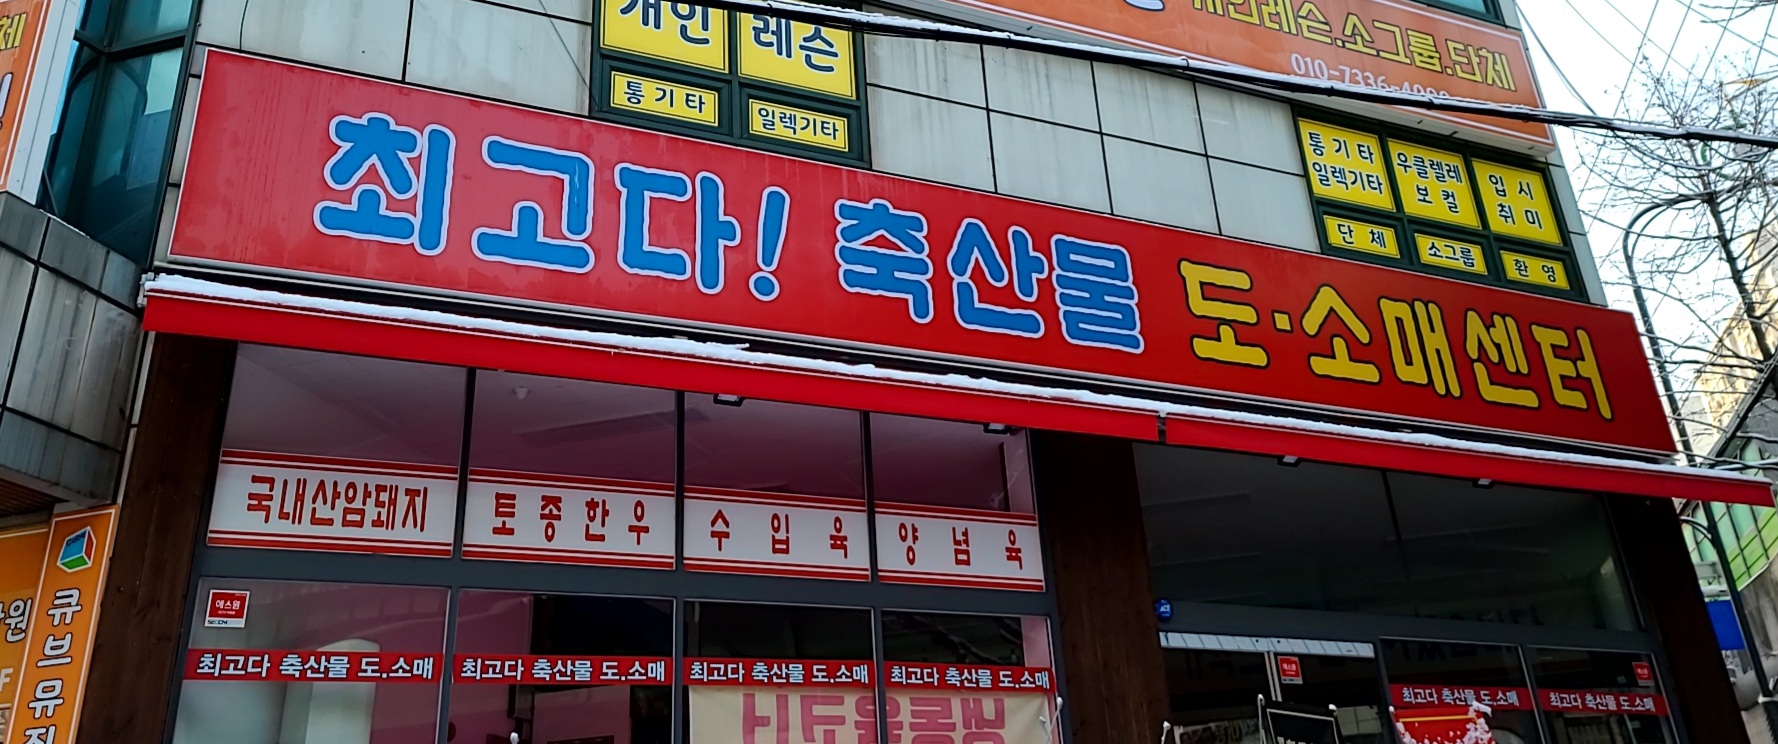 개인 레슨
통기타 일렉기타
개인레슨.소그룹.단체
최고다! 축산물 도·소매센터
통기타 일렉기타
우클렐레 보컬
입시 취미
단체 소그룹 환영
국내산암돼지 토종한우 수입육 양념육
에스원
SECOM
최고다 축산물 도.소매 최고다 축산물 도.소매 최고다 축산물 도.소매 최고다 축산물 도.소매
최고다 축산물 도.소매 최고다 축산물 도.소매
큐브뮤직